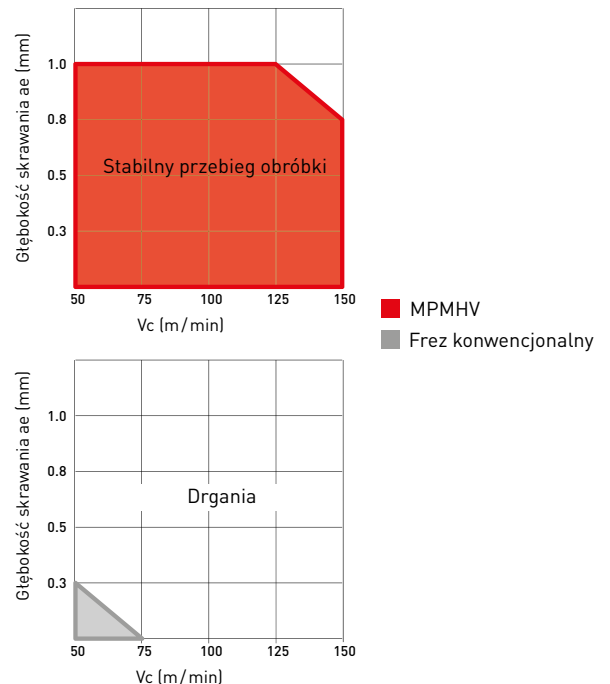 Głębokość skrawania ae (mm)
1.0
0.8
0.5
0.3
Stabilny przebieg obróbki
50 75 100 125 150
Vc (m/min)
MPMHV
Frez konwencjonalny
Głębokość skrawania ae (mm)
1.0
0.8
0.5
0.3
Drgania
50 75 100 125 150
Vc (m/min)